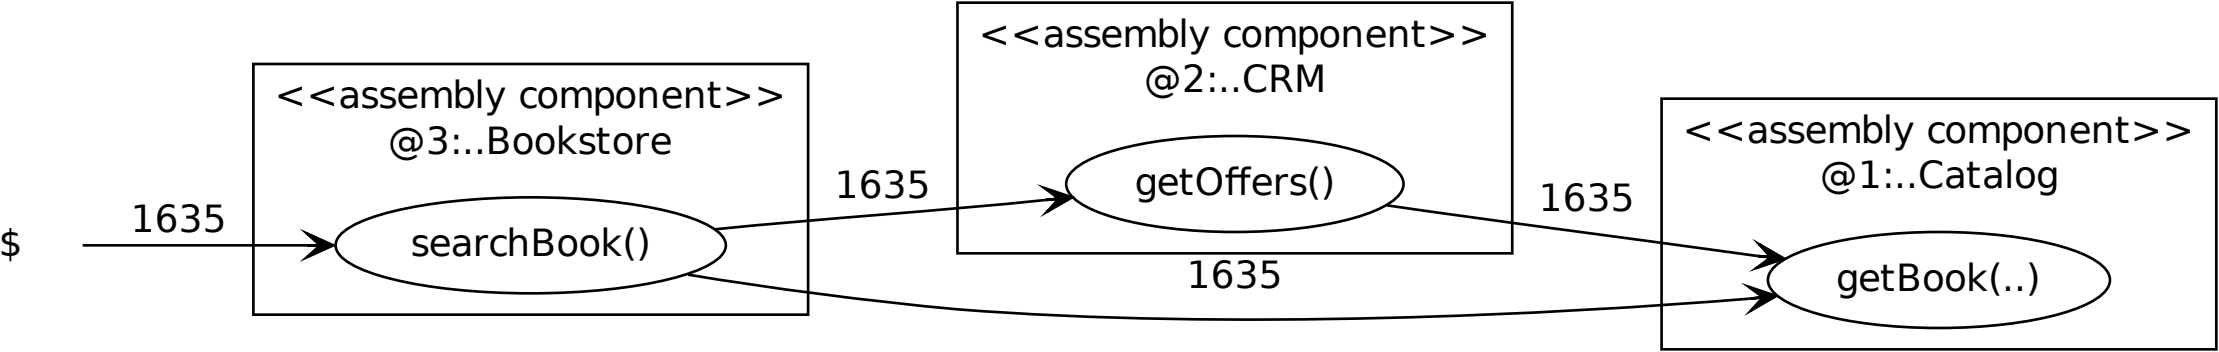 $
1635
<<assembly component>>
@3:..Bookstore
searchBook()
1635
1635
<<assembly component>>
@2:..CRM
getOffers()
1635
<<assembly component>>
@1:..Catalog
getBook(..)